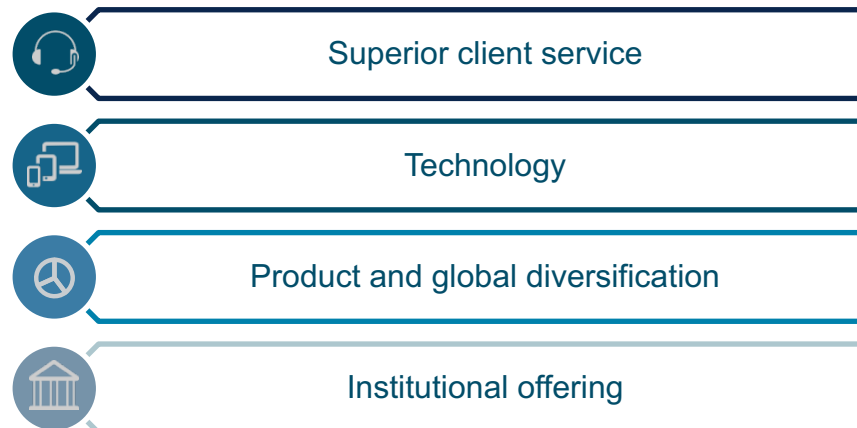 Superior client service
Technology
Product and global diversification
Institutional offering